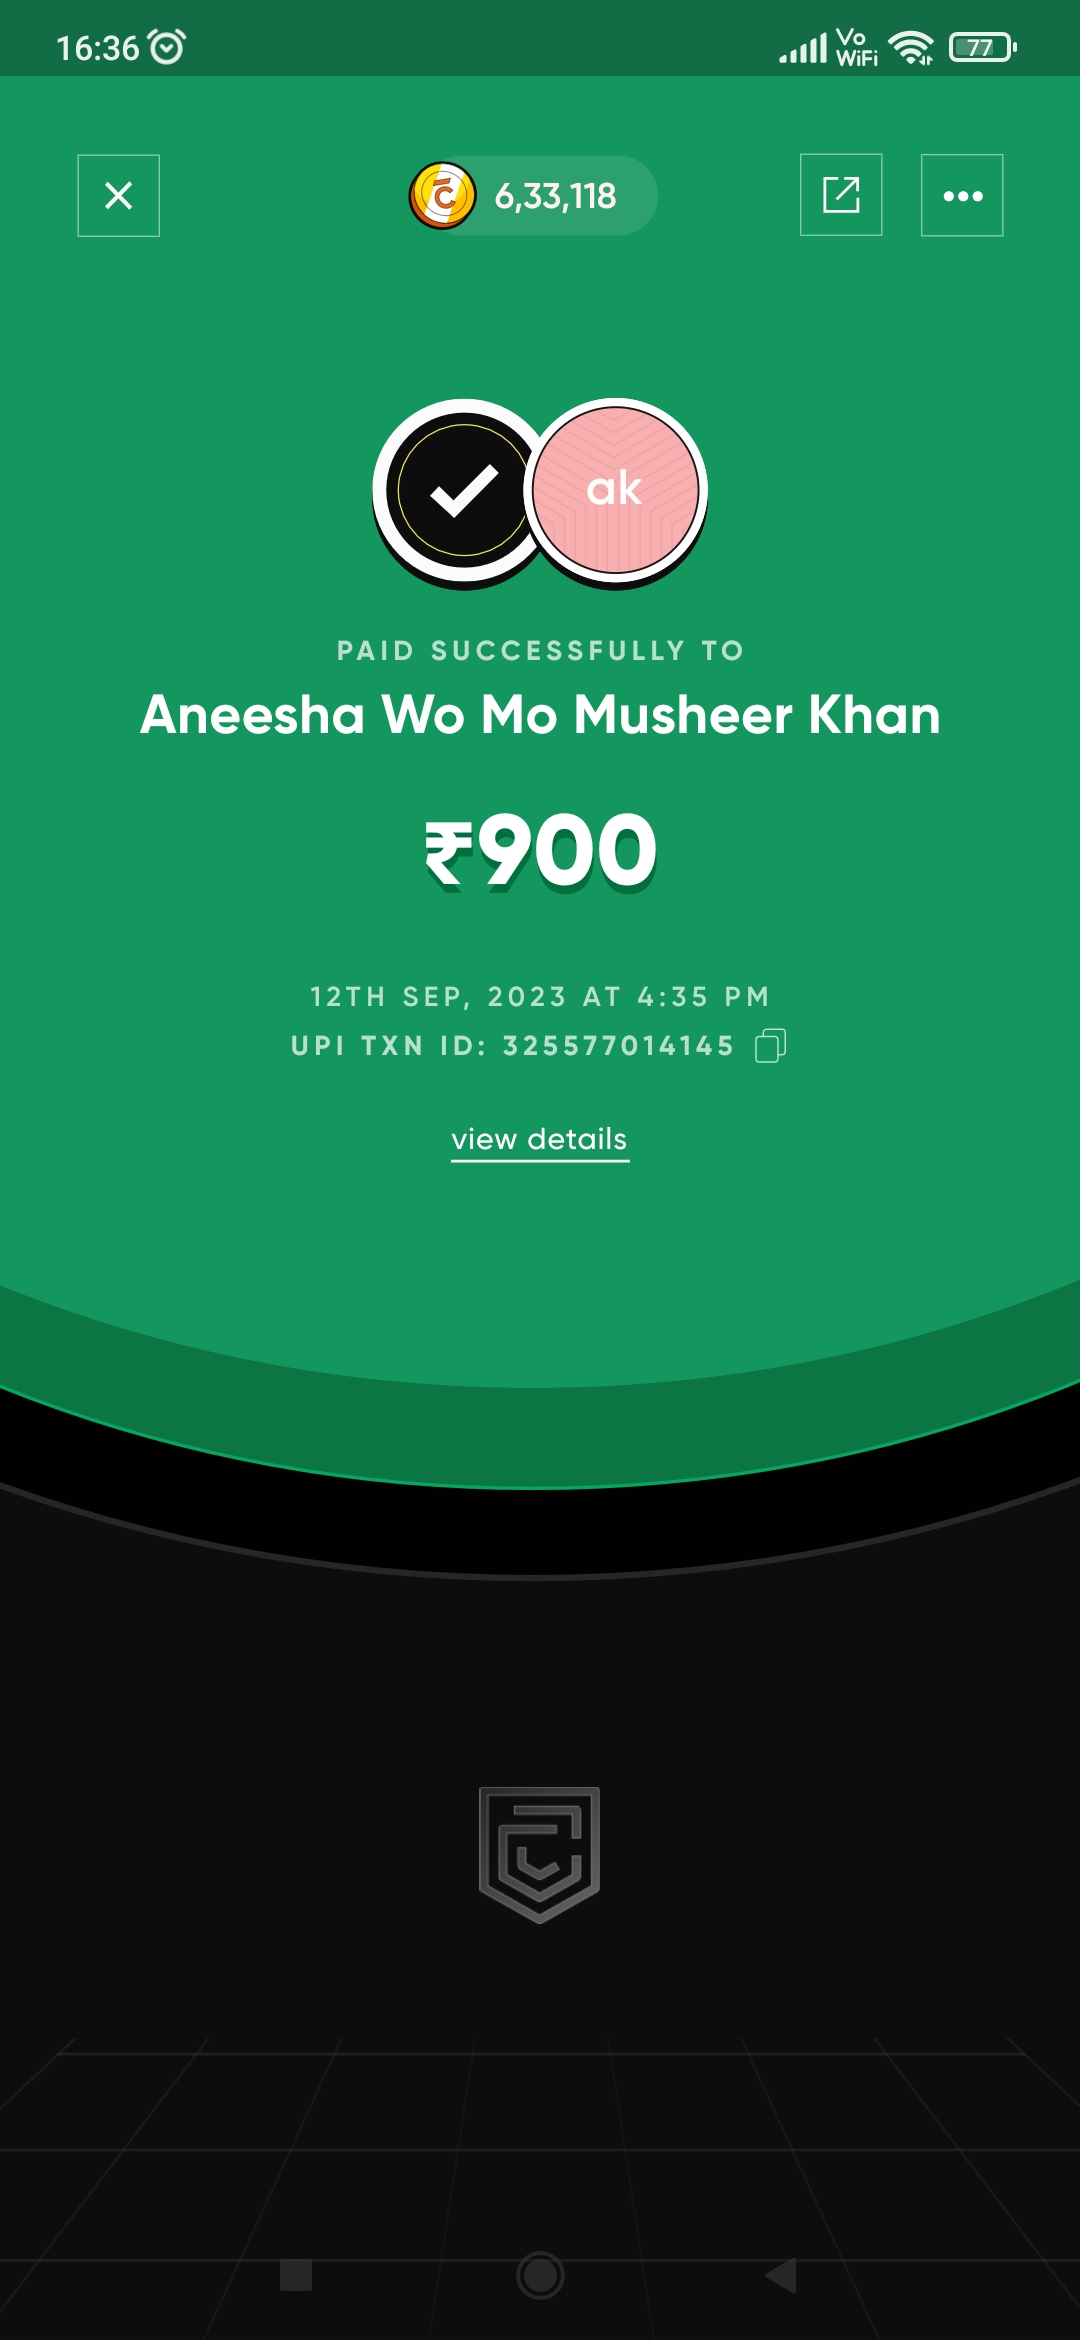 16:36
Vo
WiFi
77
6,33,118
ak
PAID SUCCESSFULLY TO
Aneesha Wo Mo Musheer Khan
₹900
12TH SEP, 2023 AT 4:35 PM
UPI TXN ID: 325577014145
view details